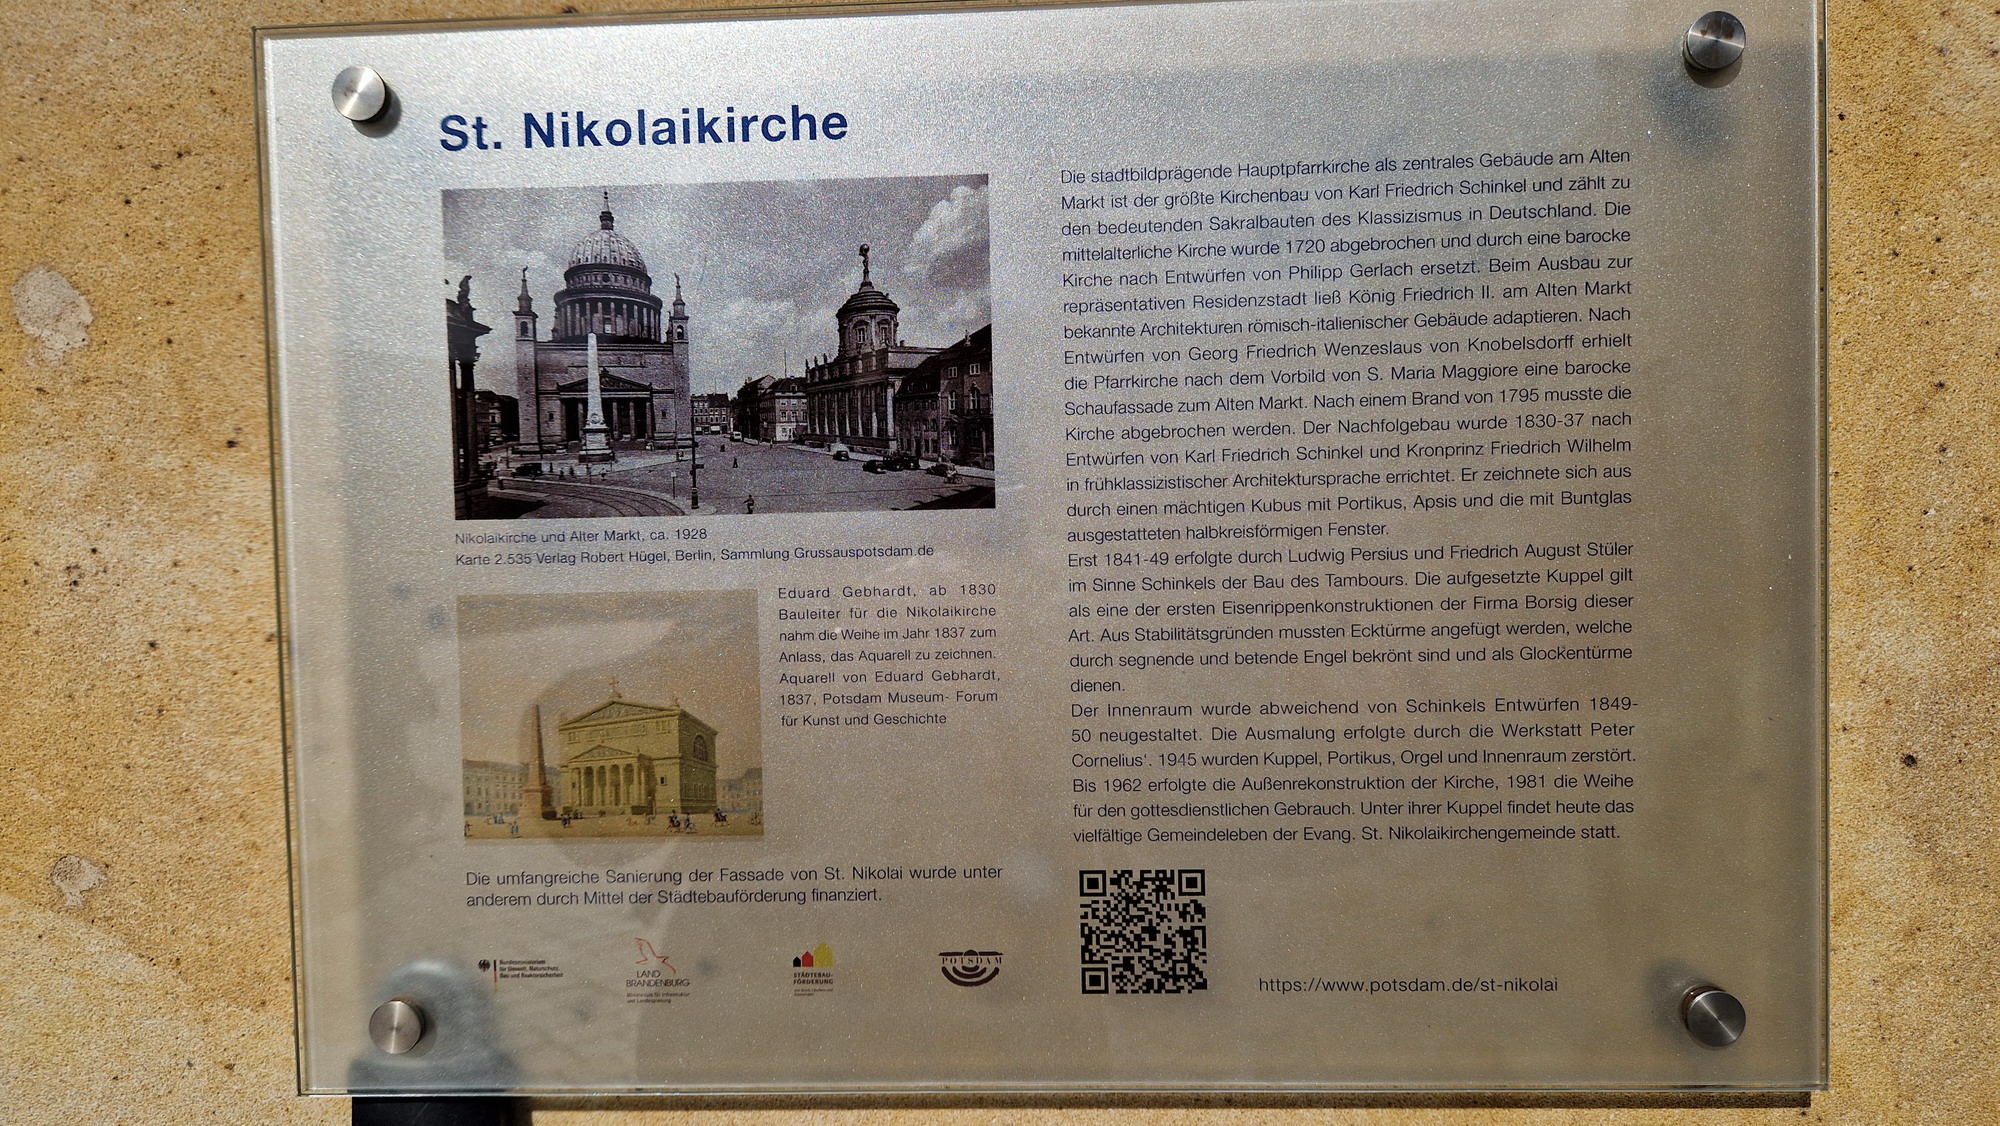 St. Nikolaikirche
Nikolaikirche und Alter Markt, ca. 1928
Karte 2.535 Verlag Robert Hügel, Berlin, Sammlung Grussauspotsdam.de
Eduard Gebhardt, ab 1830
Bauleiter für die Nikolaikirche
nahm die Weihe im Jahr 1837 zum
Anlass, das Aquarell zu zeichnen.
Aquarell von Eduard Gebhardt,
1837, Potsdam Museum- Forum
für Kunst und Geschichte
Die umfangreiche Sanierung der Fassade von St. Nikolai wurde unter
anderem durch Mittel der Städtebauförderung finanziert.
Bundesministerium
für Umwelt, Naturschutz,
Bau und Reaktorsicherheit
LAND
BRANDENBURG
Ministerium für Infrastruktur
und Landesplanung
STÄDTEBAU-
FÖRDERUNG
POTSDAM
Die stadtbildprägende Hauptpfarrkirche als zentrales Gebäude am Alten
Markt ist der größte Kirchenbau von Karl Friedrich Schinkel und zählt zu
den bedeutenden Sakralbauten des Klassizismus in Deutschland. Die
mittelalterliche Kirche wurde 1720 abgebrochen und durch eine barocke
Kirche nach Entwürfen von Philipp Gerlach ersetzt. Beim Ausbau zur
repräsentativen Residenzstadt ließ König Friedrich II. am Alten Markt
bekannte Architekturen römisch-italienischer Gebäude adaptieren. Nach
Entwürfen von Georg Friedrich Wenzeslaus von Knobelsdorff erhielt
die Pfarrkirche nach dem Vorbild von S. Maria Maggiore eine barocke
Schaufassade zum Alten Markt. Nach einem Brand von 1795 musste die
Kirche abgebrochen werden. Der Nachfolgebau wurde 1830-37 nach
Entwürfen von Karl Friedrich Schinkel und Kronprinz Friedrich Wilhelm
in frühklassizistischer Architektursprache errichtet. Er zeichnete sich aus
durch einen mächtigen Kubus mit Portikus, Apsis und die mit Buntglas
ausgestatteten halbkreisförmigen Fenster.
Erst 1841-49 erfolgte durch Ludwig Persius und Friedrich August Stüler
im Sinne Schinkels der Bau des Tambours. Die aufgesetzte Kuppel gilt
als eine der ersten Eisenrippenkonstruktionen der Firma Borsig dieser
Art. Aus Stabilitätsgründen mussten Ecktürme angefügt werden, welche
durch segnende und betende Engel bekrönt sind und als Glockentürme
dienen.
Der Innenraum wurde abweichend von Schinkels Entwürfen 1849-
50 neugestaltet. Die Ausmalung erfolgte durch die Werkstatt Peter
Cornelius'. 1945 wurden Kuppel, Portikus, Orgel und Innenraum zerstört.
Bis 1962 erfolgte die Außenrekonstruktion der Kirche, 1981 die Weihe
für den gottesdienstlichen Gebrauch. Unter ihrer Kuppel findet heute das
vielfältige Gemeindeleben der Evang. St. Nikolaikirchengemeinde statt.
https://www.potsdam.de/st-nikolai